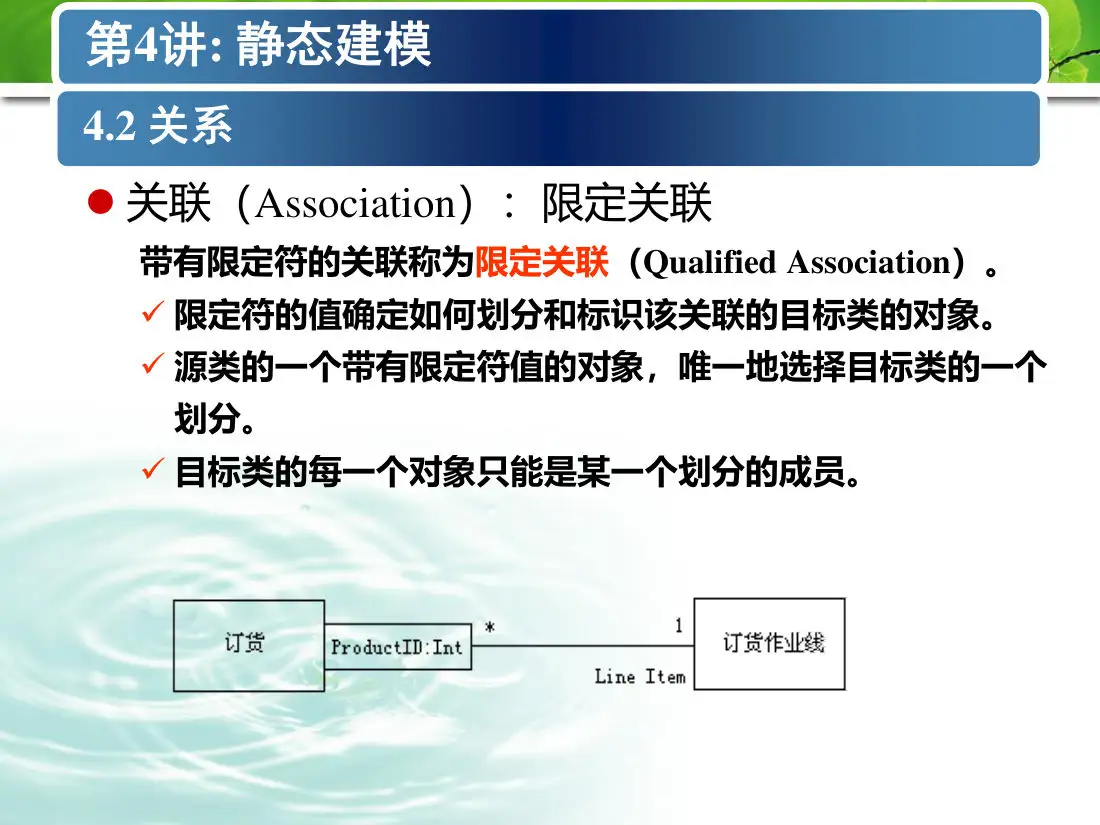 第4讲: 静态建模
4.2 关系
关联（Association）：限定关联
带有限定符的关联称为限定关联（Qualified Association）。
限定符的值确定如何划分和标识该关联的目标类的对象。
源类的一个带有限定符值的对象，唯一地选择目标类的一个
划分。
目标类的每一个对象只能是某一个划分的成员。
订货
ProductID:Int
*
1
Line Item
订货作业线